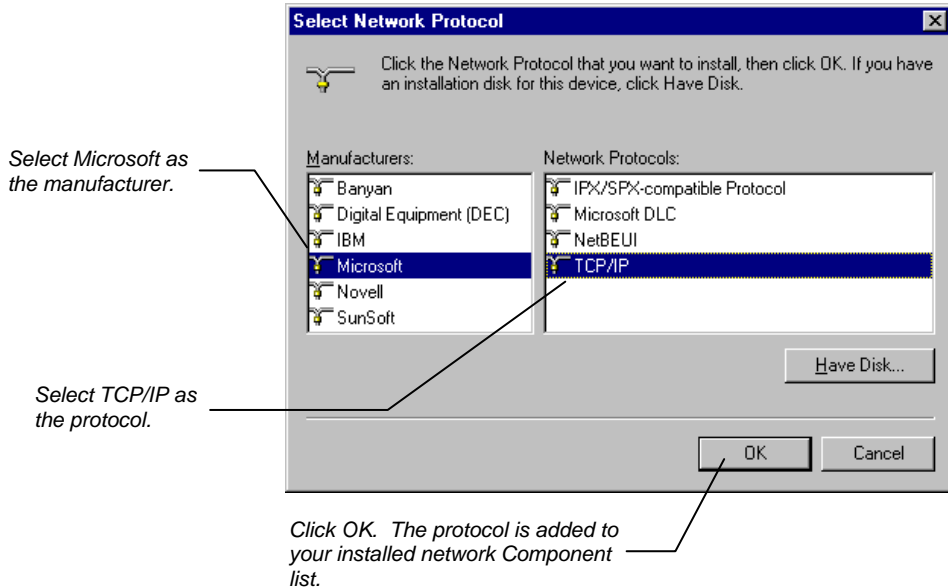 Select Network Protocol
Click the Network Protocol that you want to install, then click OK. If you have
an installation disk for this device, click Have Disk.
Select Microsoft as
the manufacturer.
Manufacturers:
Banyan
Digital Equipment (DEC)
IBM
Microsoft
Novell
SunSoft
Network Protocols:
IPX/SPX-compatible Protocol
Microsoft DLC
NetBEUI
TCP/IP
Have Disk...
Select TCP/IP as
the protocol.
OK
Cancel
Click OK. The protocol is added to
your installed network Component
list.